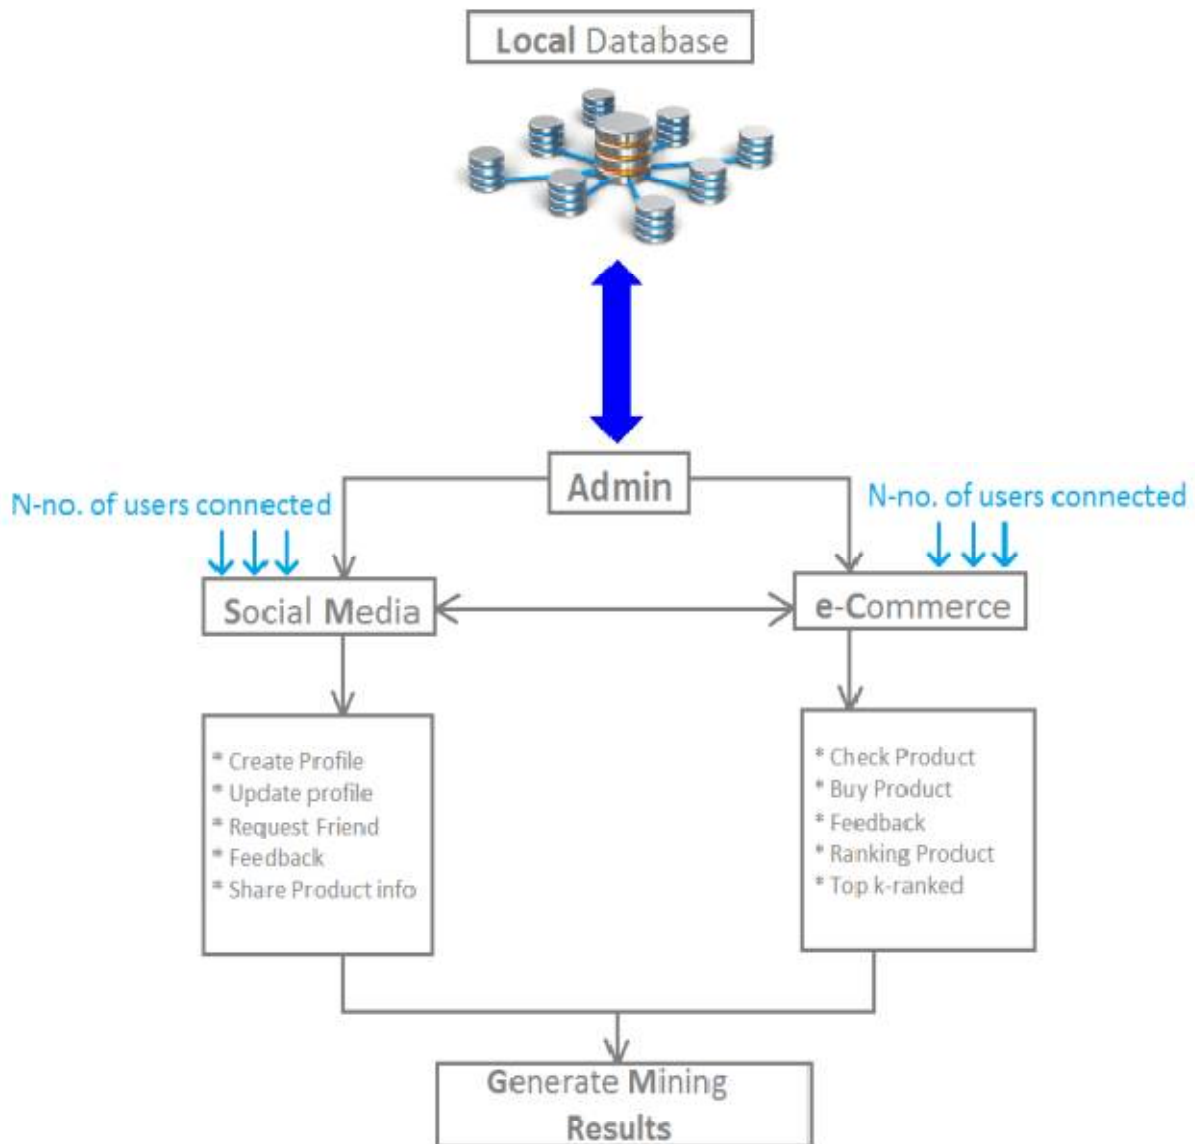 Local Database
Admin
N-no. of users connected
N-no. of users connected
Social Media
e-Commerce
* Create Profile
* Update profile
* Request Friend
* Feedback
* Share Product info
* Check Product
* Buy Product
* Feedback
* Ranking Product
* Top k-ranked
Generate Mining
Results